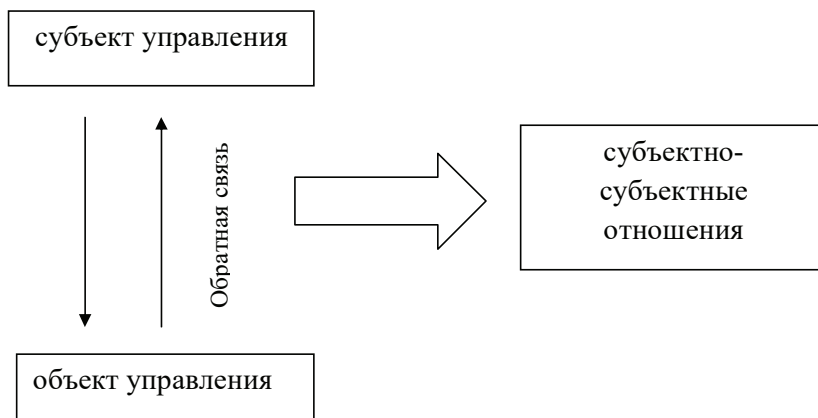 субъект управления
Обратная связь
субъектно-
субъектные
отношения
объект управления